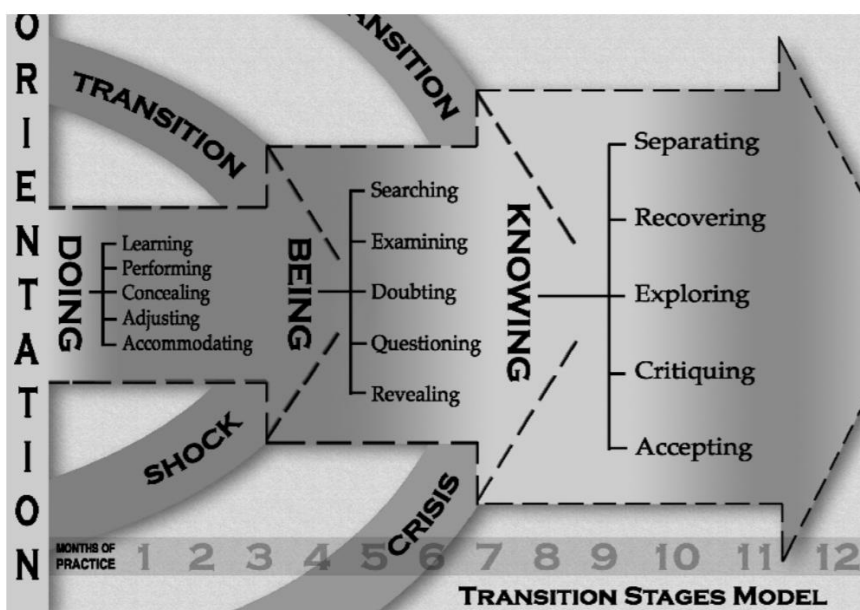 ORIENTATION
TRANSITION
ANSITION
DOING
Learning
Performing
Concealing
Adjusting
Accommodating
BEING
Searching
Examining
Doubting
Questioning
Revealing
KNOWING
Separating
Recovering
Exploring
Critiquing
Accepting
SHOCK
CRISIS
MONTHS OF
PRACTICE
1 2 3 4 5 6 7 8 9 10 11 12
TRANSITION STAGES MODEL